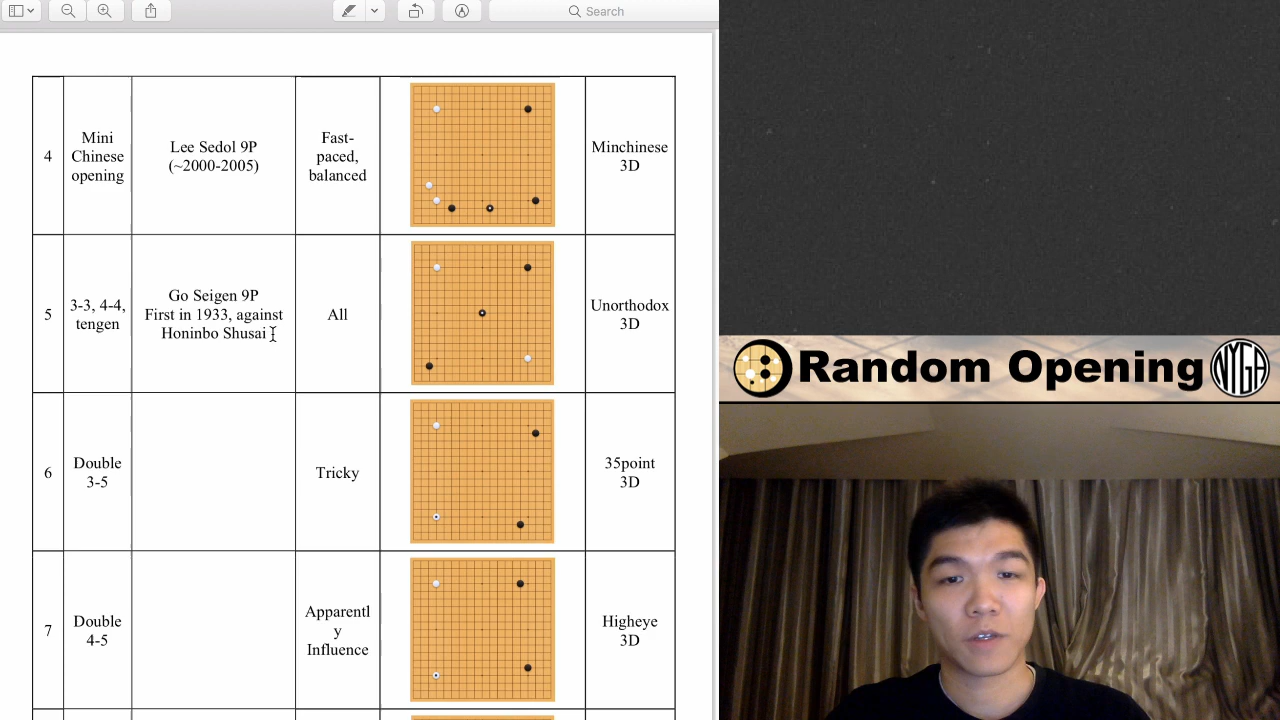 Search
4
Mini
Chinese
opening
Lee Sedol 9P
(~2000-2005)
Fast-
paced,
balanced
Minchinese
3D
5
3-3, 4-4,
tengen
Go Seigen 9P
First in 1933, against
Honinbo Shusai
All
Unorthodox
3D
6
Double
3-5
Tricky
35point
3D
7
Double
4-5
Apparentl
y
Influence
Higheye
3D
Random Opening
NYGA